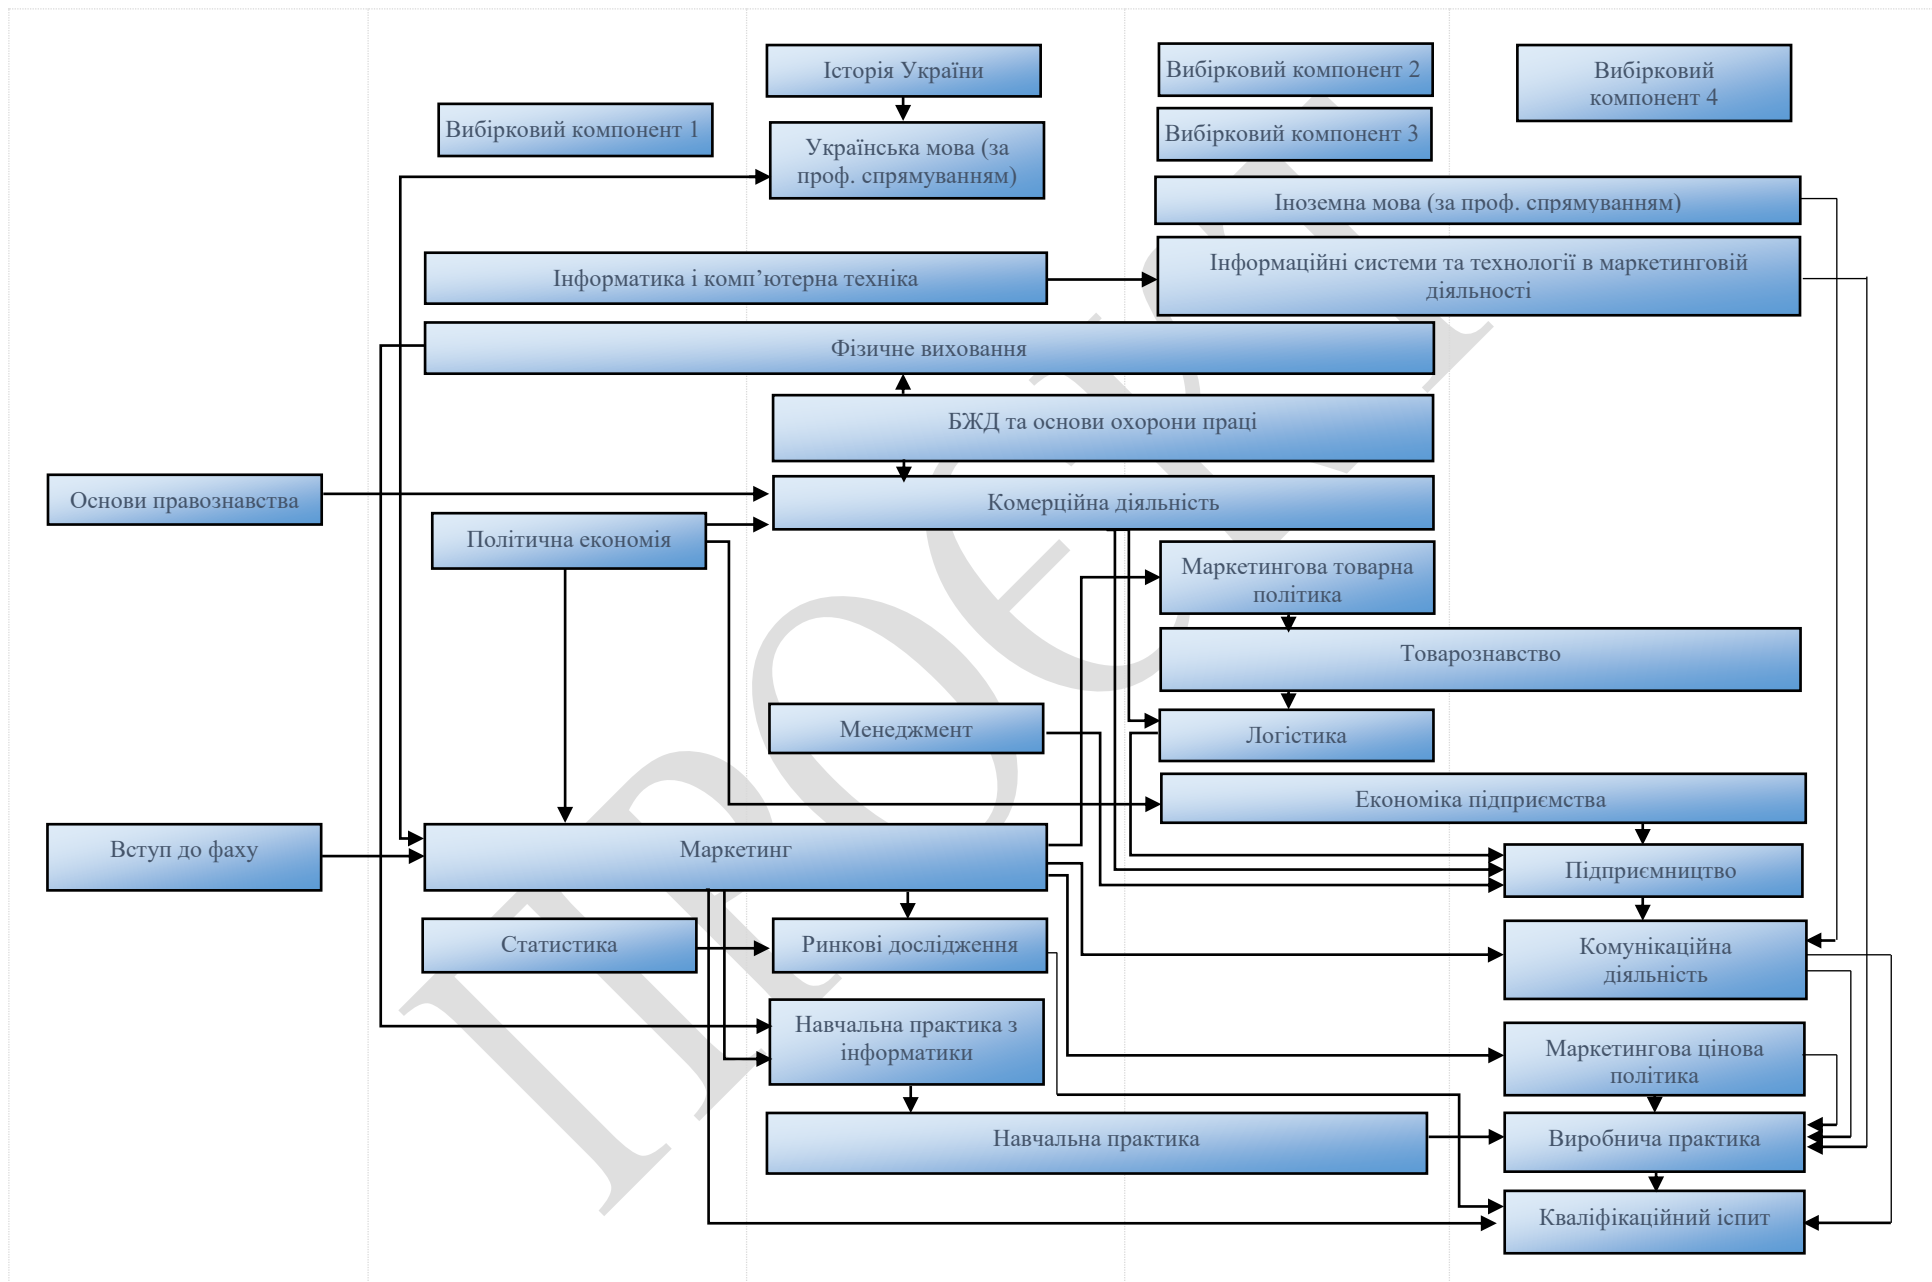 Історія України
Вибірковий компонент 2
Вибірковий
компонент 4
Вибірковий компонент 1
Вибірковий компонент 3
Українська мова (за
проф. спрямуванням)
Іноземна мова (за проф. спрямуванням)
Інформатика і комп’ютерна техніка
Інформаційні системи та технології в маркетинговій
діяльності
Фізичне виховання
БЖД та основи охорони праці
Основи правознавства
Комерційна діяльність
Політична економія
Маркетингова товарна
політика
Товарознавство
Менеджмент
Логістика
Економіка підприємства
Вступ до фаху
Маркетинг
Підприємництво
Статистика
Ринкові дослідження
Комунікаційна
діяльність
Навчальна практика з
інформатики
Маркетингова цінова
політика
Навчальна практика
Виробнича практика
Кваліфікаційний іспит